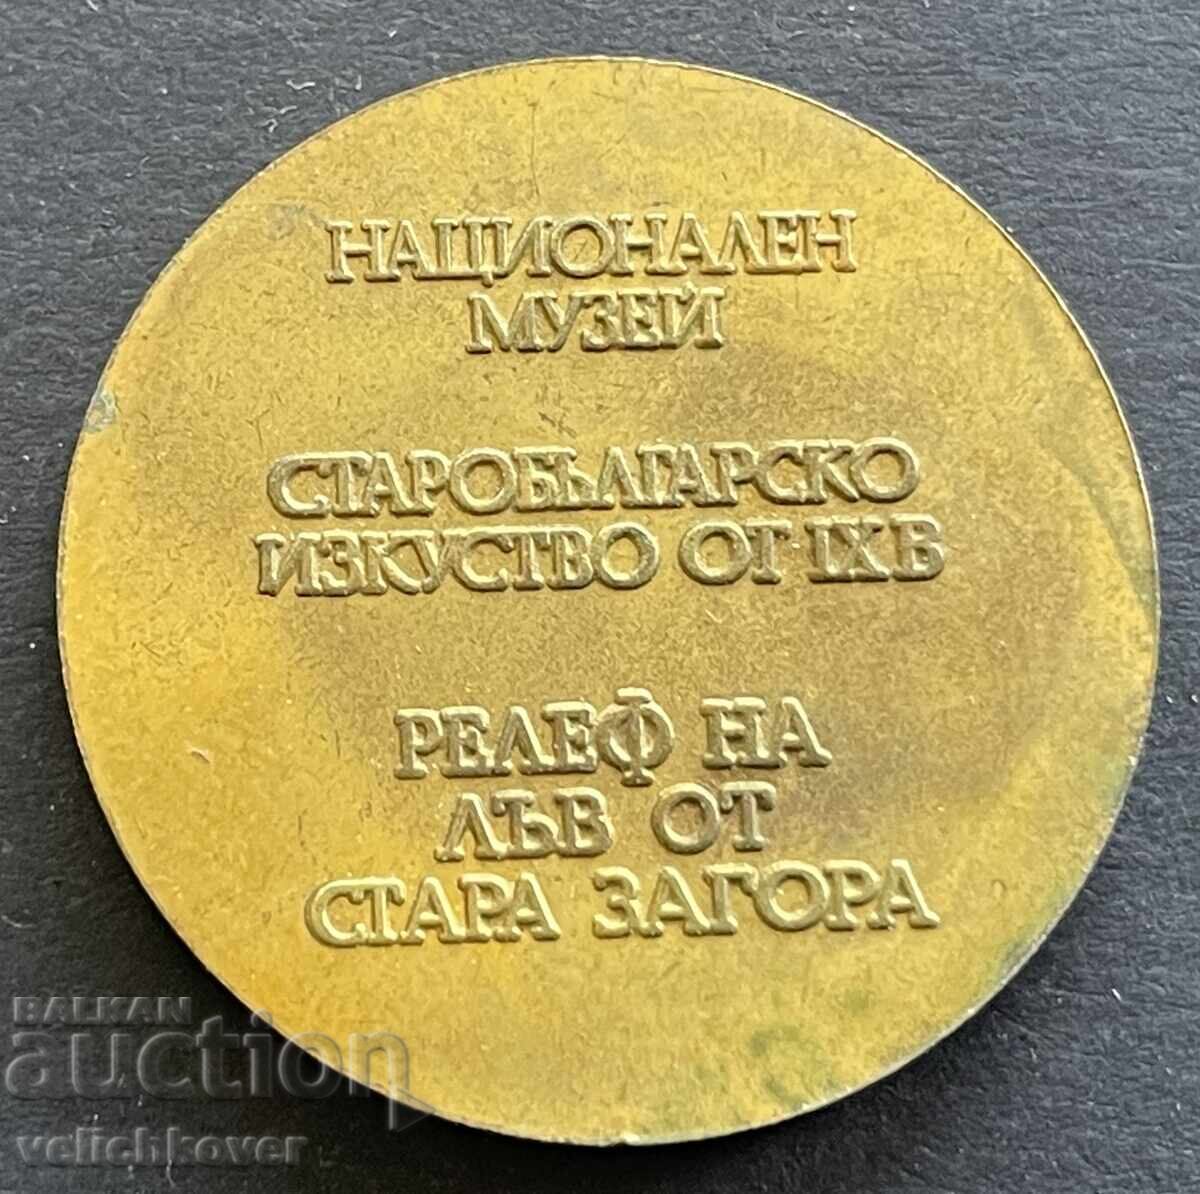 НАЦИОНАЛЕН
МУЗЕЙ
СТАРОБЪЛГАРСКО
ИЗКУСТВО ОТ IX В
РЕЛЕФ НА
ЛЪВ ОТ
СТАРА ЗАГОРА
BALKAN
auction
velichkover